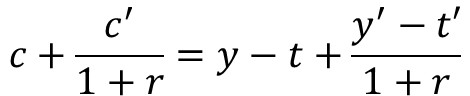 c + c′/(1 + r) = y − t + (y′ − t′)/(1 + r)